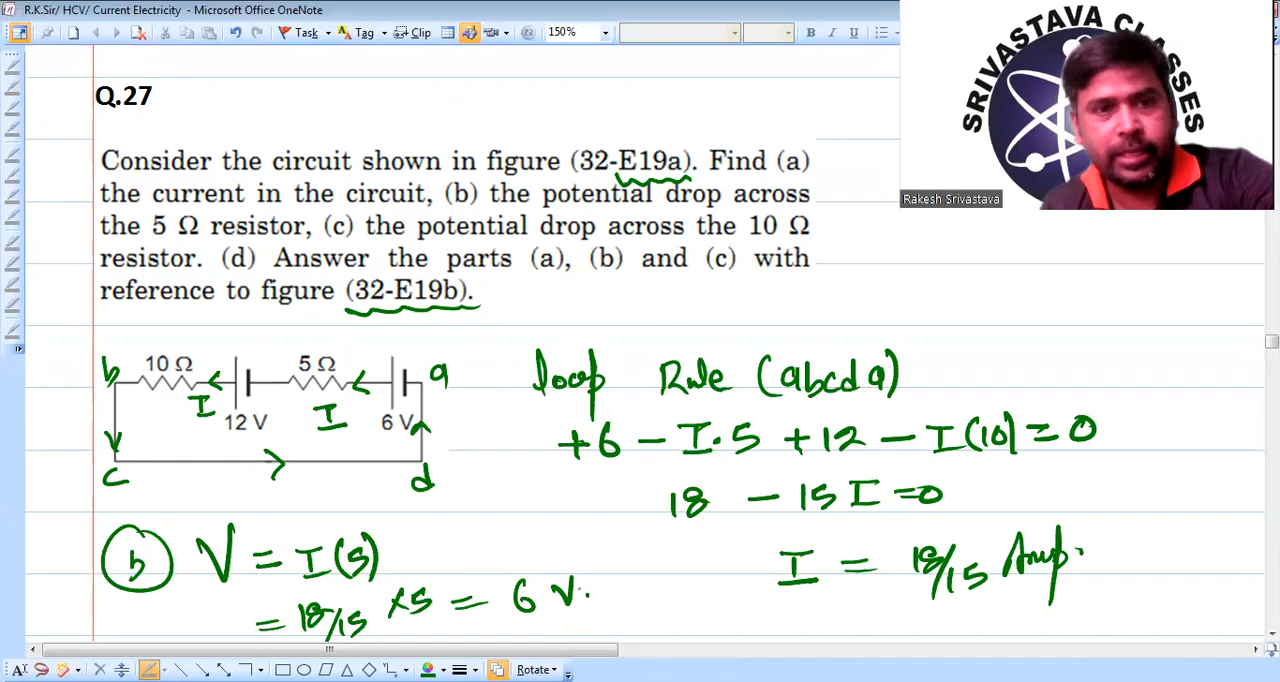 R.K.Sir/ HCV/ Current Electricity - Microsoft OneNote
Task Tag Clip 150% B I U
SRIVASTAVA CLASSES
Rakesh Srivastava
Q.27
Consider the circuit shown in figure (32-E19a). Find (a)
the current in the circuit, (b) the potential drop across
the 5 Ω resistor, (c) the potential drop across the 10 Ω
resistor. (d) Answer the parts (a), (b) and (c) with
reference to figure (32-E19b).
b 10 Ω 5 Ω a
I I
12 V 6 V
c d
loop Rule (abcda)
+6 - I·5 +12 - I(10) = 0
18 - 15 I = 0
I = 18/15 Amp.
b V = I(5)
= 18/15 × 5 = 6 V.
A Rotate